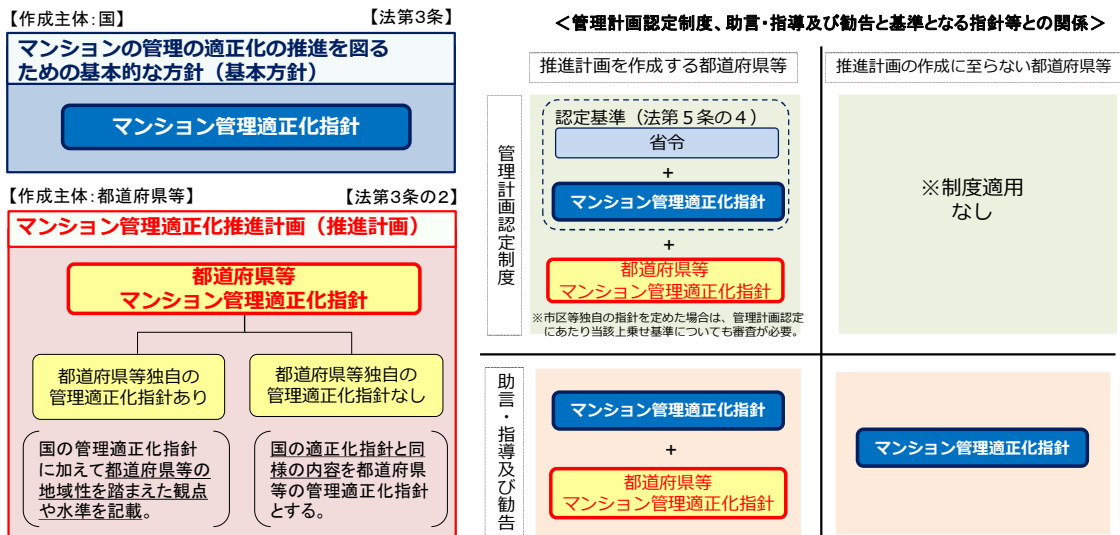 【作成主体：国】　【法第3条】
マンションの管理の適正化の推進を図る
ための基本的な方針（基本方針）
マンション管理適正化指針
【作成主体：都道府県等】　【法第3条の2】
マンション管理適正化推進計画（推進計画）
都道府県等
マンション管理適正化指針
都道府県等独自の
管理適正化指針あり
国の管理適正化指針
に加えて都道府県等の
地域性を踏まえた観点
や水準を記載。
都道府県等独自の
管理適正化指針なし
国の適正化指針と同
様の内容を都道府県
等の管理適正化指針
とする。
＜管理計画認定制度、助言・指導及び勧告と基準となる指針等との関係＞
推進計画を作成する都道府県等
推進計画の作成に至らない都道府県等
管理計画認定制度
認定基準（法第５条の４）
省令
+
マンション管理適正化指針
+
都道府県等
マンション管理適正化指針
※市区等独自の指針を定めた場合は、管理計画認定
にあたり当該上乗せ基準についても審査が必要。
※制度適用
なし
助言・指導及び勧告
マンション管理適正化指針
+
都道府県等
マンション管理適正化指針
マンション管理適正化指針